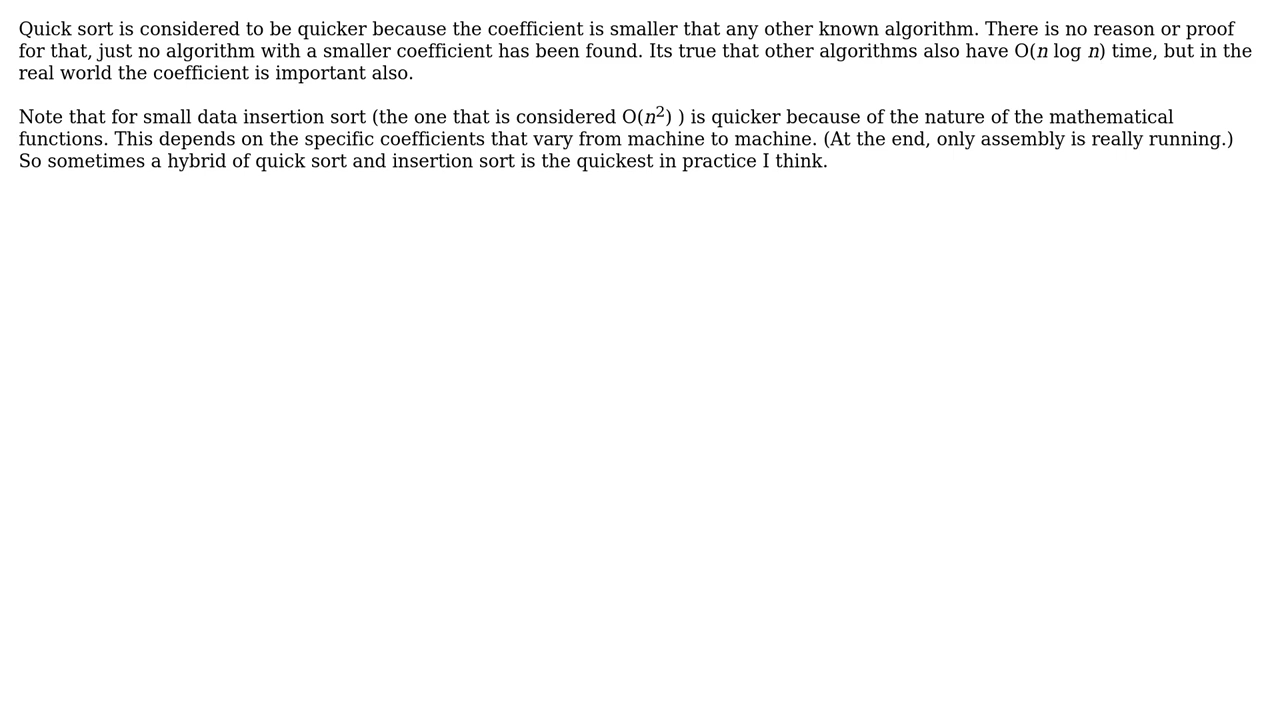 Quick sort is considered to be quicker because the coefficient is smaller that any other known algorithm. There is no reason or proof
for that, just no algorithm with a smaller coefficient has been found. Its true that other algorithms also have O(n log n) time, but in the
real world the coefficient is important also.
Note that for small data insertion sort (the one that is considered O(n²) ) is quicker because of the nature of the mathematical
functions. This depends on the specific coefficients that vary from machine to machine. (At the end, only assembly is really running.)
So sometimes a hybrid of quick sort and insertion sort is the quickest in practice I think.